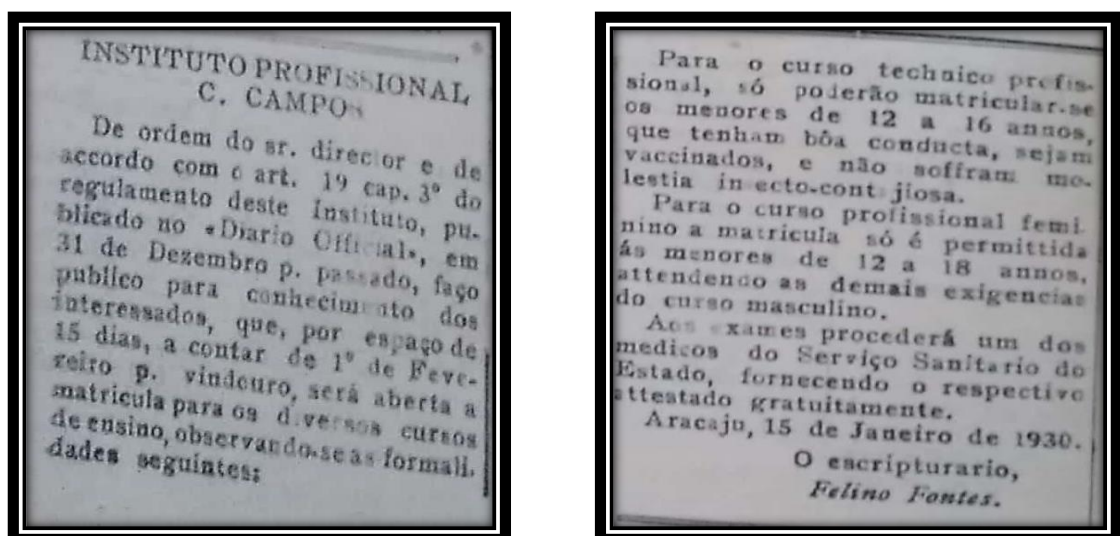 INSTITUTO PROFISSIONAL
C. CAMPOS
De ordem do sr. director e de
accordo com o art. 19 cap. 3º do
regulamento deste Instituto, pu-
blicado no «Diario Official», em
31 de Dezembro p. passado, faço
publico para conhecimento dos
interessados, que, por espaço de
15 dias, a contar de 1º de Feve-
reiro p. vindouro, será aberta a
matricula para os diversos cursos
de ensino, observando-se as formali-
dades seguintes:
Para o curso technico profis-
sional, só poderão matricular-se
os menores de 12 a 16 annos,
que tenham bôa conducta, sejam
vaccinados, e não soffram mo-
lestia infecto-contajiosa.
Para o curso profissional femi-
nino a matricula só é permittida
ás menores de 12 a 18 annos,
attendendo as demais exigencias
do curso masculino.
Aos exames procederá um dos
medicos do Serviço Sanitario do
Estado, fornecendo o respectivo
attestado gratuitamente.
Aracaju, 15 de Janeiro de 1930.
O escripturario,
Felino Fontes.